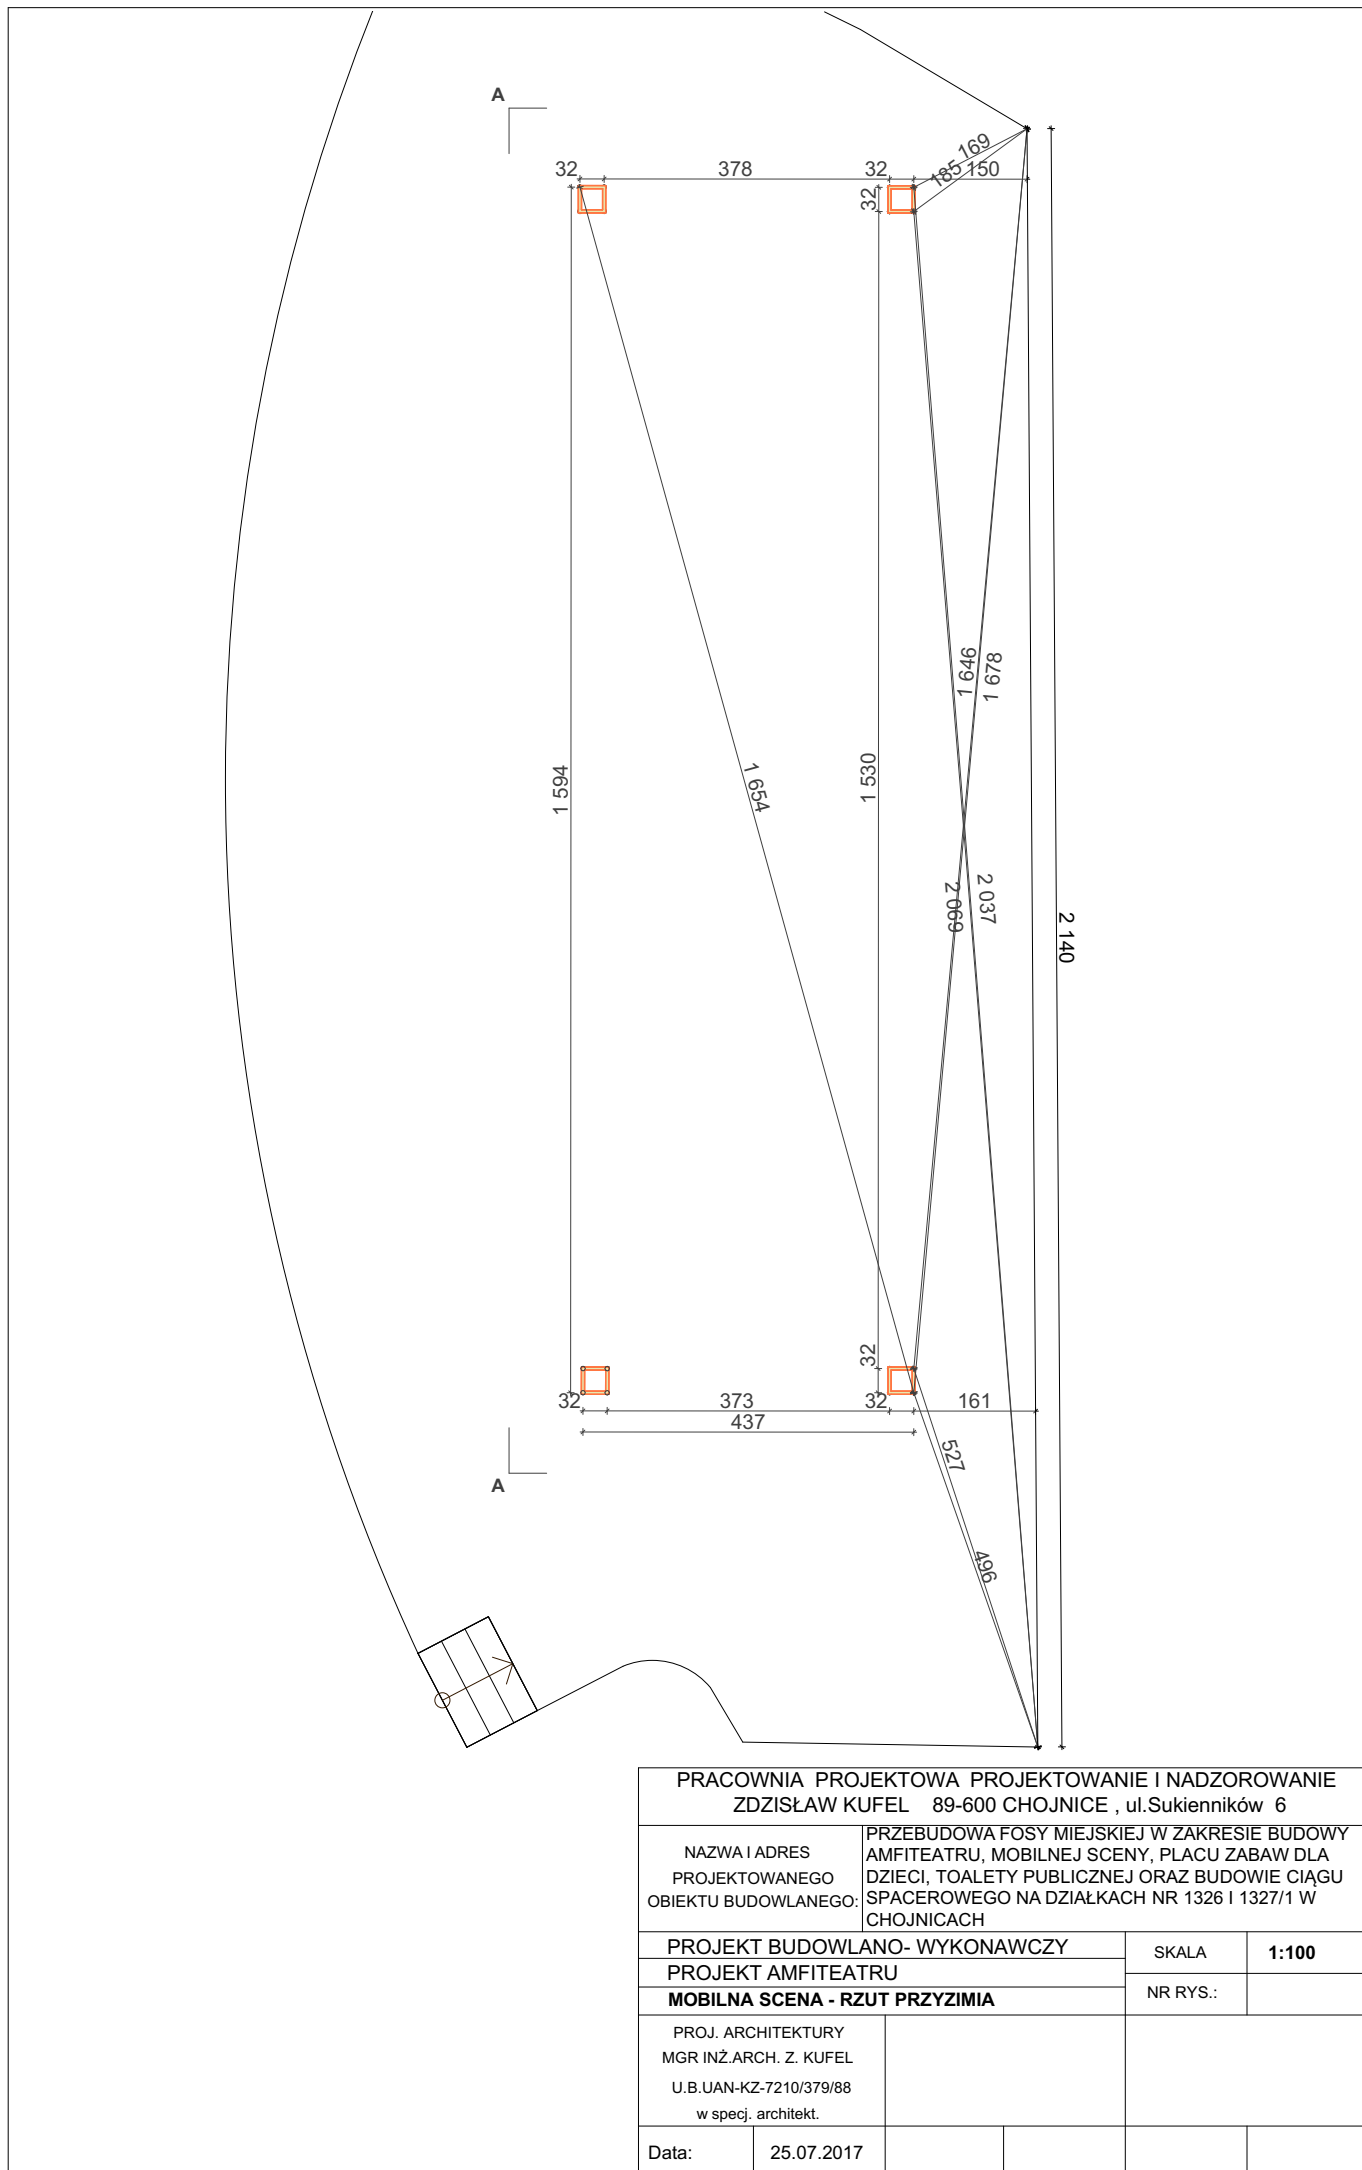 A
32
378
32
169
185
150
32
1 594
1 654
1 530
1 646
1 678
2 069
2 037
2 140
32
32
373
32
161
437
527
496
A
PRACOWNIA PROJEKTOWA PROJEKTOWANIE I NADZOROWANIE
ZDZISŁAW KUFEL 89-600 CHOJNICE , ul.Sukienników 6
NAZWA I ADRES
PROJEKTOWANEGO
OBIEKTU BUDOWLANEGO:
PRZEBUDOWA FOSY MIEJSKIEJ W ZAKRESIE BUDOWY
AMFITEATRU, MOBILNEJ SCENY, PLACU ZABAW DLA
DZIECI, TOALETY PUBLICZNEJ ORAZ BUDOWIE CIĄGU
SPACEROWEGO NA DZIAŁKACH NR 1326 I 1327/1 W
CHOJNICACH
PROJEKT BUDOWLANO- WYKONAWCZY
PROJEKT AMFITEATRU
MOBILNA SCENA - RZUT PRZYZIMIA
SKALA 1:100
NR RYS.:
PROJ. ARCHITEKTURY
MGR INŻ.ARCH. Z. KUFEL
U.B.UAN-KZ-7210/379/88
w specj. architekt.
Data: 25.07.2017